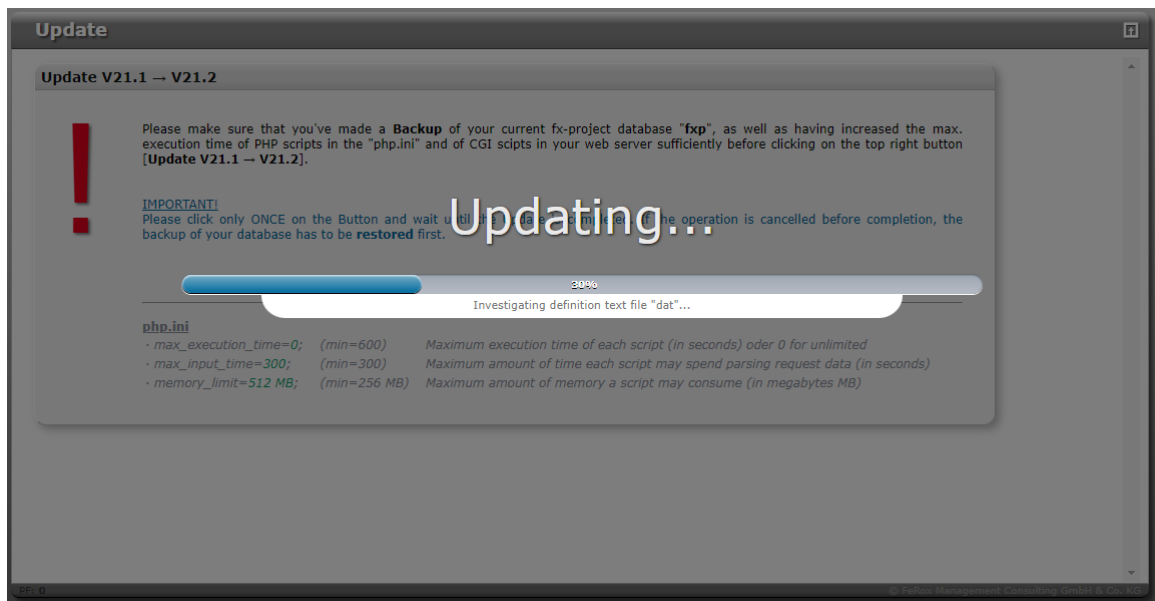 Update
Update V21.1 → V21.2
Please make sure that you've made a Backup of your current fx-project database "fxp", as well as having increased the max.
execution time of PHP scripts in the "php.ini" and of CGI scipts in your web server sufficiently before clicking on the top right button
[Update V21.1 → V21.2].
IMPORTANT!
Please click only ONCE on the Button and wait until the update is completed. If the operation is cancelled before completion, the
backup of your database has to be restored first.
Updating...
30%
Investigating definition text file "dat"...
php.ini
· max_execution_time=0; (min=600) Maximum execution time of each script (in seconds) oder 0 for unlimited
· max_input_time=300; (min=300) Maximum amount of time each script may spend parsing request data (in seconds)
· memory_limit=512 MB; (min=256 MB) Maximum amount of memory a script may consume (in megabytes MB)
PF: 0
© FeRox Management Consulting GmbH & Co. KG